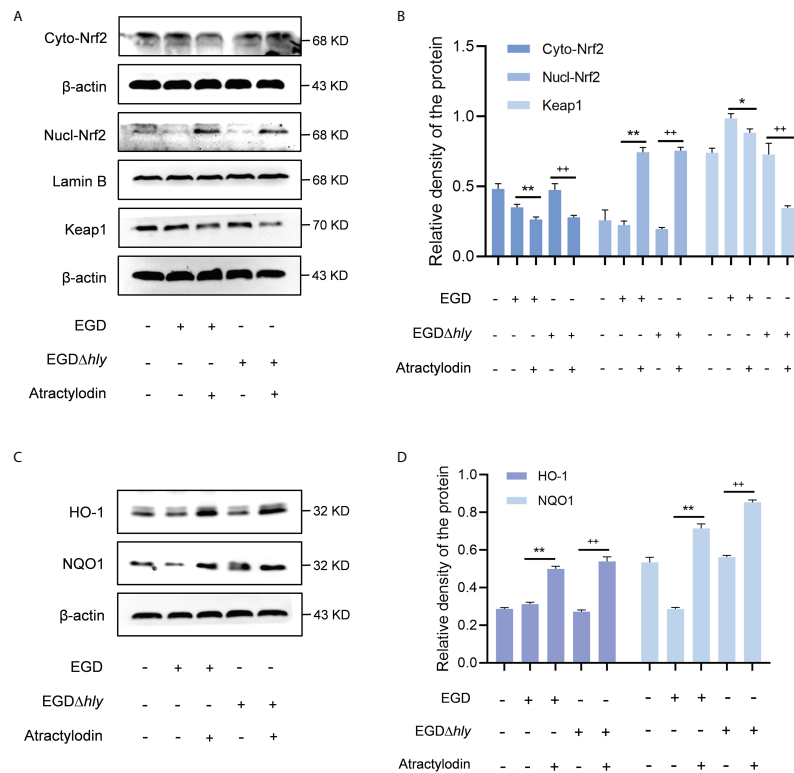 A
Cyto-Nrf2
68 KD
β-actin
43 KD
Nucl-Nrf2
68 KD
Lamin B
68 KD
Keap1
70 KD
β-actin
43 KD
EGD - + + - -
EGDΔhly - - - + +
Atractylodin - - + - +
B
Relative density of the protein
1.5
1.0
0.5
0.0
Cyto-Nrf2
Nucl-Nrf2
Keap1
** ++ ** ++ * ++
EGD - + + - - - + + - - - + + - -
EGDΔhly - - - + + - - - + + - - - + +
Atractylodin - - + - + - - + - + - - + - +
C
HO-1
32 KD
NQO1
32 KD
β-actin
43 KD
EGD - + + - -
EGDΔhly - - - + +
Atractylodin - - + - +
D
Relative density of the protein
1.0
0.8
0.6
0.4
0.2
0.0
HO-1
NQO1
** ++ ** ++
EGD - + + - - - + + - -
EGDΔhly - - - + + - - - + +
Atractylodin - - + - + - - + - +